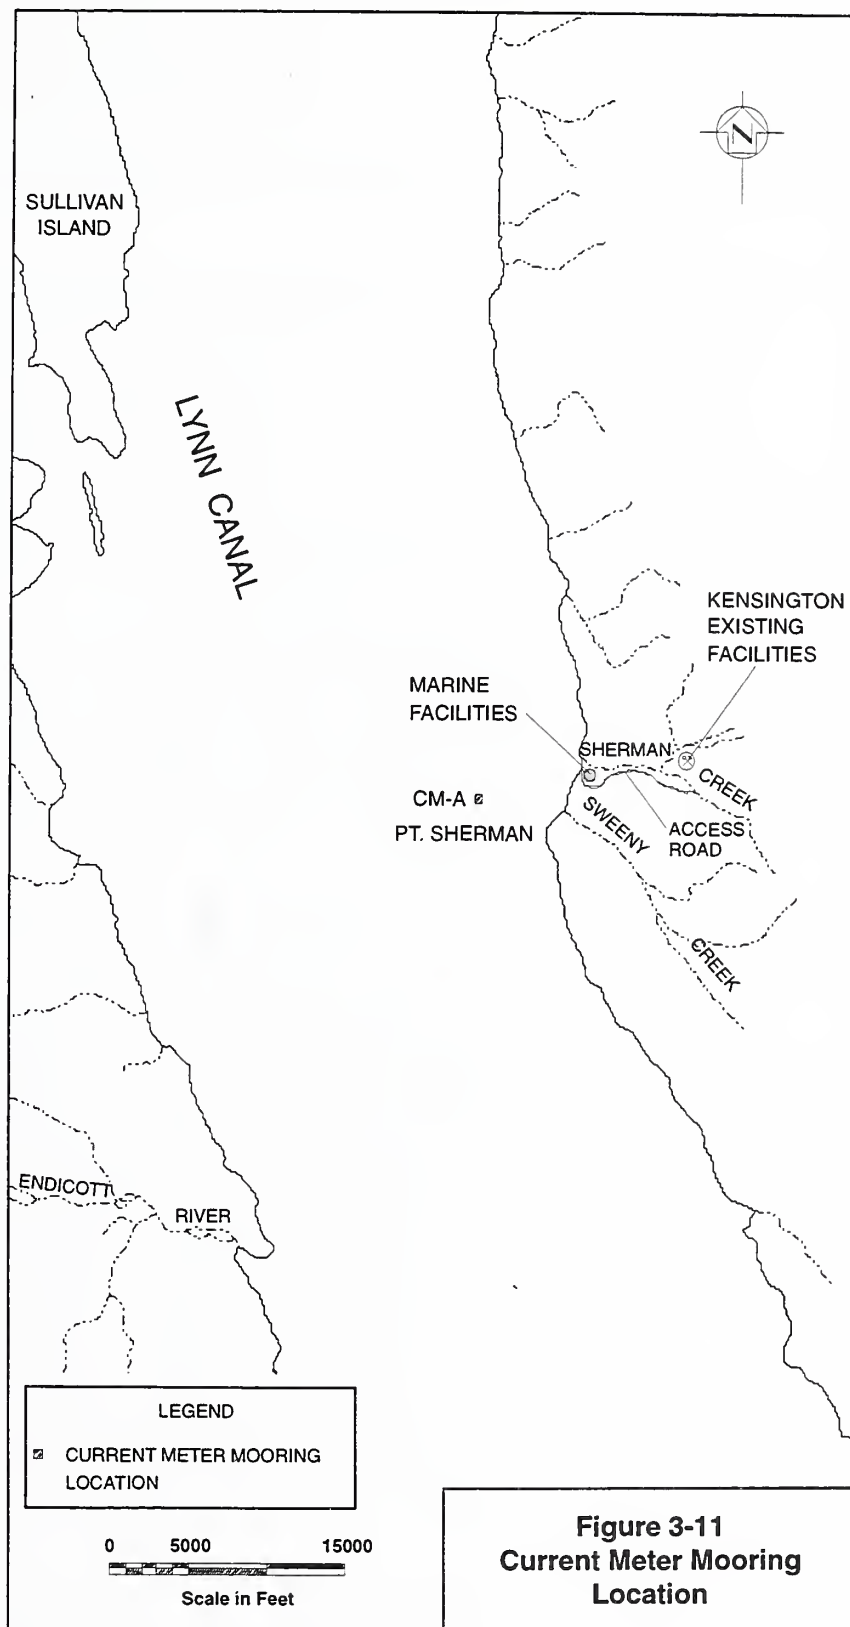 SULLIVAN
ISLAND
N
LYNN CANAL
KENSINGTON
EXISTING
FACILITIES
MARINE
FACILITIES
SHERMAN
CREEK
CM-A
PT. SHERMAN
SWEENY
CREEK
ACCESS
ROAD
ENDICOTT
RIVER
LEGEND
CURRENT METER MOORING
LOCATION
0 5000 15000
Scale in Feet
Figure 3-11
Current Meter Mooring
Location